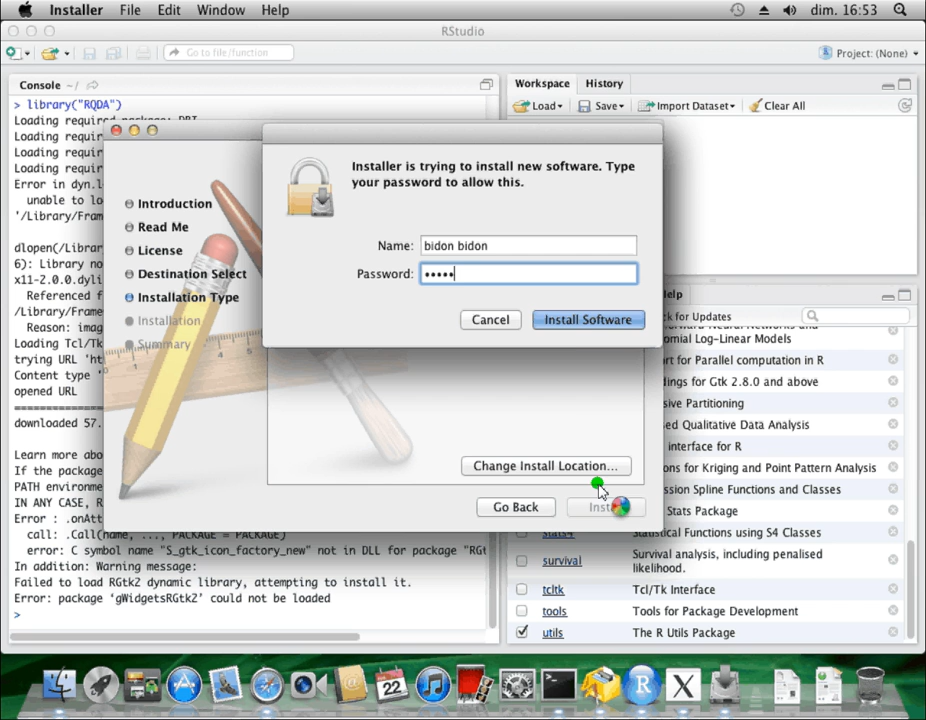 Installer File Edit Window Help dim. 16:53
RStudio
Go to file/function
Project: (None)
Console ~/
> library("RQDA")
Loading required package: DBI
Loading requir
Loading requir
Loading requir
Error in dyn.l
unable to lo
'/Library/Fram
dlopen(/Librar
6): Library no
x11-2.0.0.dyli
Referenced f
/Library/Frame
Reason: imag
Loading Tcl/Tk
trying URL 'ht
Content type '
opened URL
downloaded 57.
Learn more abo
If the package
PATH environme
IN ANY CASE, R
Error : .onAtt
call: .Call(name, ..., PACKAGE = PACKAGE)
error: C symbol name "S_gtk_icon_factory_new" not in DLL for package "RGt
In addition: Warning message:
Failed to load RGtk2 dynamic library, attempting to install it.
Error: package 'gWidgetsRGtk2' could not be loaded
>
Introduction
Read Me
License
Destination Select
Installation Type
Installation
Summary
Installer is trying to install new software. Type
your password to allow this.
Name: bidon bidon
Password: •••••
Cancel
Install Software
Change Install Location...
Go Back
Inst
Workspace History
Load Save Import Dataset Clear All
Help
ck for Updates
omial Log-Linear Models
ort for Parallel computation in R
dings for Gtk 2.8.0 and above
sive Partitioning
ed Qualitative Data Analysis
interface for R
ons for Kriging and Point Pattern Analysis
ssion Spline Functions and Classes
Stats Package
stats4 Statistical Functions using S4 Classes
survival Survival analysis, including penalised
likelihood.
tcltk Tcl/Tk Interface
tools Tools for Package Development
utils The R Utils Package
22
R
X